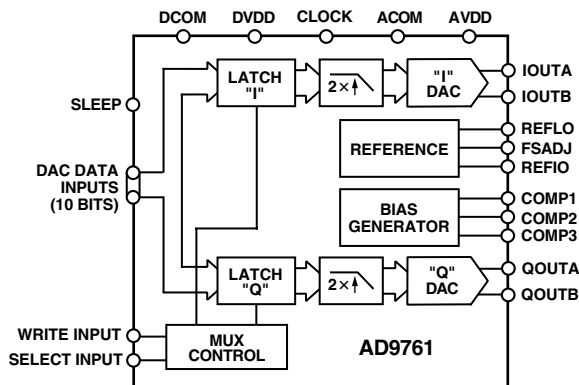 DCOM DVDD CLOCK ACOM AVDD
SLEEP
DAC DATA
INPUTS
(10 BITS)
WRITE INPUT
SELECT INPUT
LATCH
"I"
2×
"I"
DAC
IOUTA
IOUTB
REFERENCE
REFLO
FSADJ
REFIO
BIAS
GENERATOR
COMP1
COMP2
COMP3
LATCH
"Q"
2×
"Q"
DAC
QOUTA
QOUTB
MUX
CONTROL
AD9761